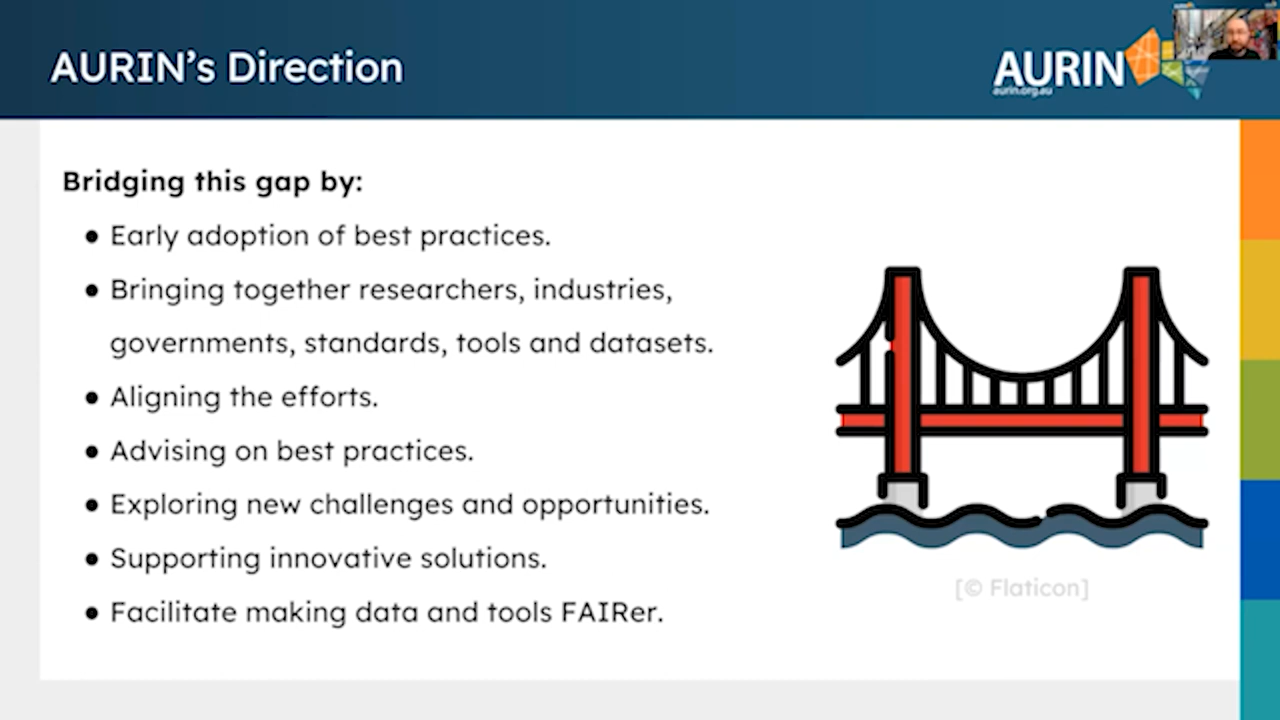 AURIN's Direction
AURIN
aurin.org.au
Bridging this gap by:
● Early adoption of best practices.
● Bringing together researchers, industries,
governments, standards, tools and datasets.
● Aligning the efforts.
● Advising on best practices.
● Exploring new challenges and opportunities.
● Supporting innovative solutions.
● Facilitate making data and tools FAIRer.
[© Flaticon]